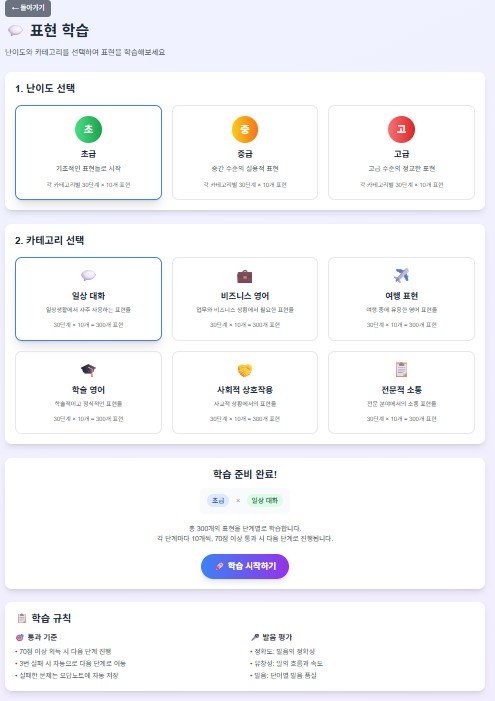 ← 돌아가기
표현 학습
난이도와 카테고리를 선택하여 표현을 학습해보세요
1. 난이도 선택
초 중 고
초급 중급 고급
기초적인 표현들로 시작 중간 수준의 실용적 표현 고급 수준의 정교한 표현
각 카테고리별 30단계 × 10개 표현 각 카테고리별 30단계 × 10개 표현 각 카테고리별 30단계 × 10개 표현
2. 카테고리 선택
일상 대화 비즈니스 영어 여행 표현
일상생활에서 자주 사용하는 표현들 업무와 비즈니스 상황에서 필요한 표현들 여행 중에 유용한 영어 표현들
30단계 × 10개 = 300개 표현 30단계 × 10개 = 300개 표현 30단계 × 10개 = 300개 표현
학술 영어 사회적 상호작용 전문적 소통
학술적이고 형식적인 표현들 사교적 상황에서의 표현들 전문 분야에서의 소통 표현들
30단계 × 10개 = 300개 표현 30단계 × 10개 = 300개 표현 30단계 × 10개 = 300개 표현
학습 준비 완료!
초급 × 일상 대화
총 300개의 표현을 단계별로 학습합니다.
각 단계마다 10개씩, 70점 이상 통과 시 다음 단계로 진행됩니다.
학습 시작하기
학습 규칙
통과 기준 발음 평가
• 70점 이상 획득 시 다음 단계 진행 • 정확도: 발음의 정확성
• 3번 실패 시 자동으로 다음 단계로 이동 • 유창성: 말의 흐름과 속도
• 실패한 문제는 오답노트에 자동 저장 • 발음: 단어별 발음 품질